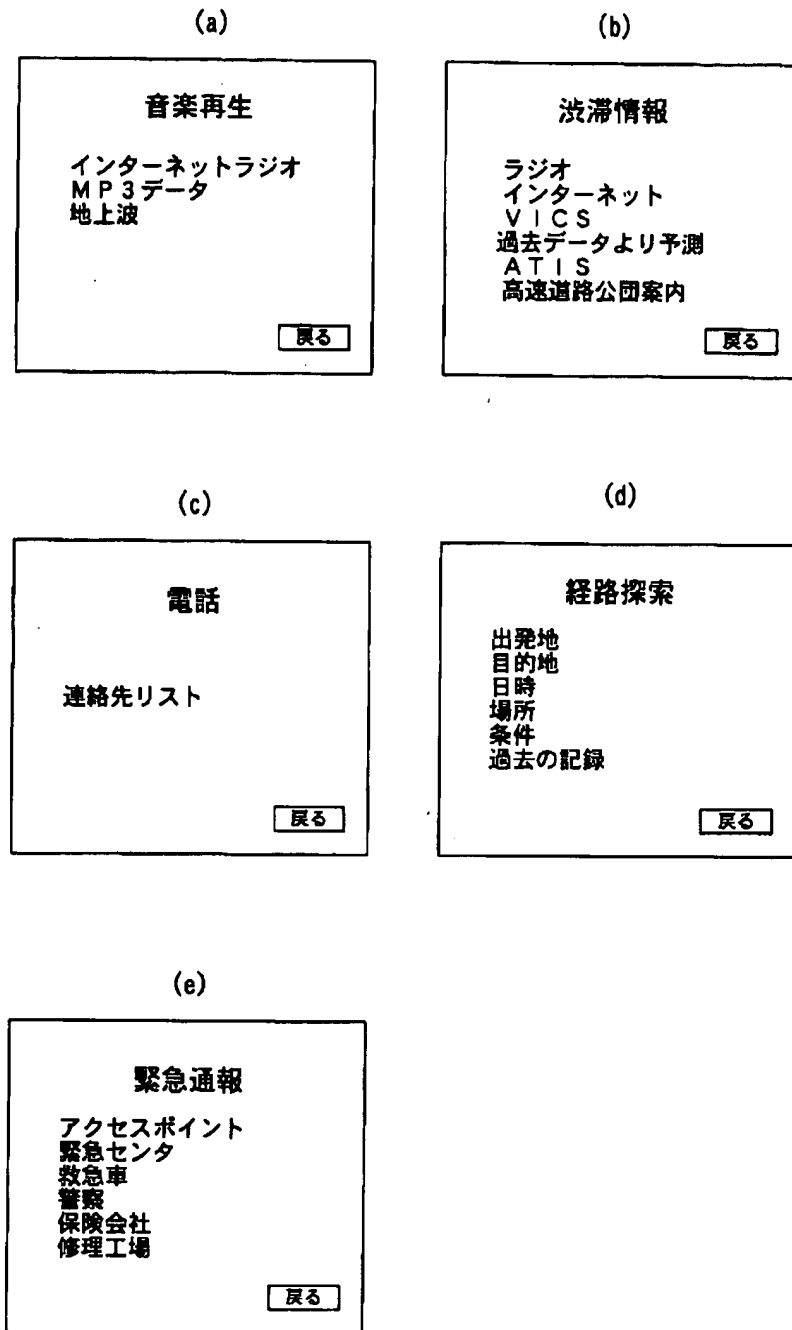 (a)
音楽再生
インターネットラジオ
ＭＰ３データ
地上波
戻る
(b)
渋滞情報
ラジオ
インターネット
ＶＩＣＳ
過去データより予測
ＡＴＩＳ
高速道路公団案内
戻る
(c)
電話
連絡先リスト
戻る
(d)
経路探索
出発地
目的地
日時
場所
条件
過去の記録
戻る
(e)
緊急通報
アクセスポイント
緊急センタ
救急車
警察
保険会社
修理工場
戻る